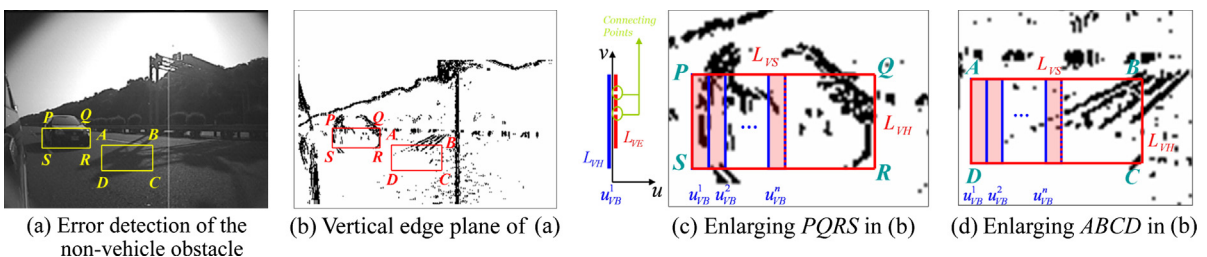 P Q
A B
S R
D C
P Q
A B
S R
D C
Connecting
Points
v
L_VE
L_VH
u
u_VB^1
P L_VS Q
...
L_VH
S R
u_VB^1 u_VB^2 u_VB^n
A L_VS B
...
L_VH
D C
u_VB^1 u_VB^2 u_VB^n
(a) Error detection of the
non-vehicle obstacle
(b) Vertical edge plane of (a)
(c) Enlarging PQRS in (b)
(d) Enlarging ABCD in (b)